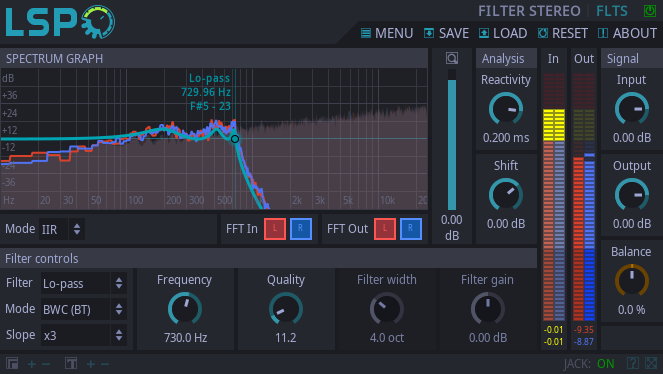 LSP
FILTER STEREO FLTS
MENU SAVE LOAD RESET ABOUT
SPECTRUM GRAPH
Analysis In Out Signal
dB
+36
+24
+12
-12
-24
-36
Hz 20 30 50 100 200 300 500 2k 3k 5k 10k 20
Lo-pass
729.96 Hz
F#5 - 23
0.00
dB
Reactivity
0.200 ms
Shift
0.00 dB
Input
0.00 dB
Output
0.00 dB
Balance
0.0 %
Mode IIR
FFT In L R FFT Out L R
Filter controls
Filter Lo-pass
Mode BWC (BT)
Slope x3
Frequency
730.0 Hz
Quality
11.2
Filter width
4.0 oct
Filter gain
0.00 dB
-0.01 -9.35
-0.01 -8.87
JACK: ON